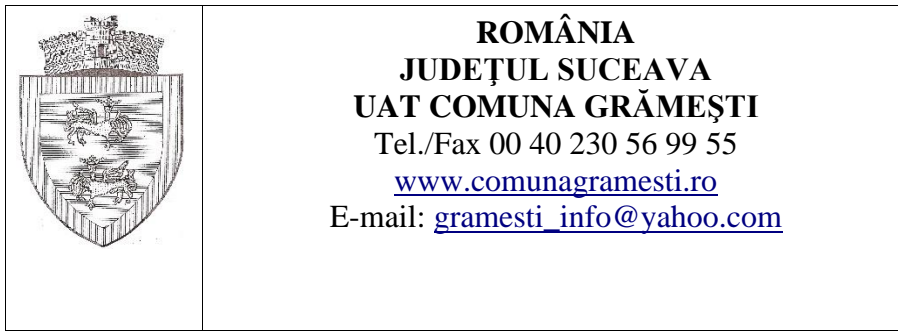 ROMÂNIA
JUDEŢUL SUCEAVA
UAT COMUNA GRĂMEŞTI
Tel./Fax 00 40 230 56 99 55
www.comunagramesti.ro
E-mail: gramesti_info@yahoo.com